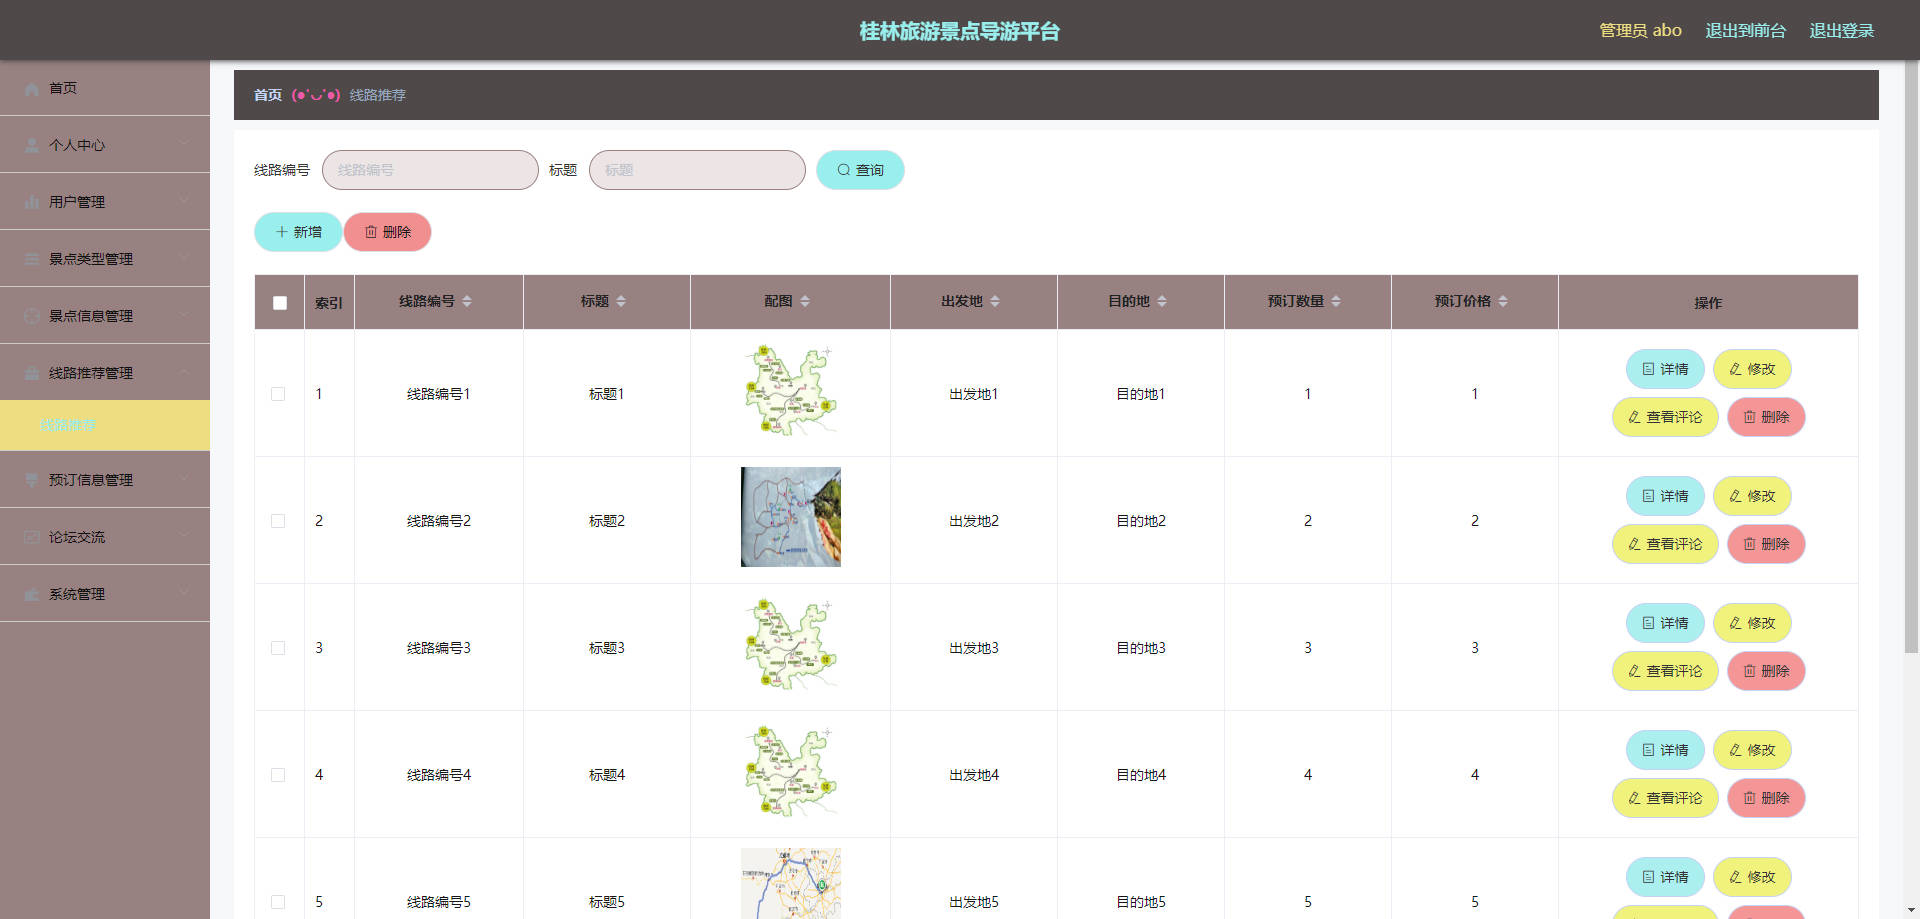 桂林旅游景点导游平台
管理员 abo 退出到前台 退出登录
首页
个人中心
用户管理
景点类型管理
景点信息管理
线路推荐管理
线路推荐
预订信息管理
论坛交流
系统管理
首页 (●'◡'●) 线路推荐
线路编号 线路编号 标题 标题 查询
新增 删除
索引 线路编号 标题 配图 出发地 目的地 预订数量 预订价格 操作
1 线路编号1 标题1 出发地1 目的地1 1 1
详情 修改
查看评论 删除
2 线路编号2 标题2 出发地2 目的地2 2 2
详情 修改
查看评论 删除
3 线路编号3 标题3 出发地3 目的地3 3 3
详情 修改
查看评论 删除
4 线路编号4 标题4 出发地4 目的地4 4 4
详情 修改
查看评论 删除
5 线路编号5 标题5 出发地5 目的地5 5 5
详情 修改